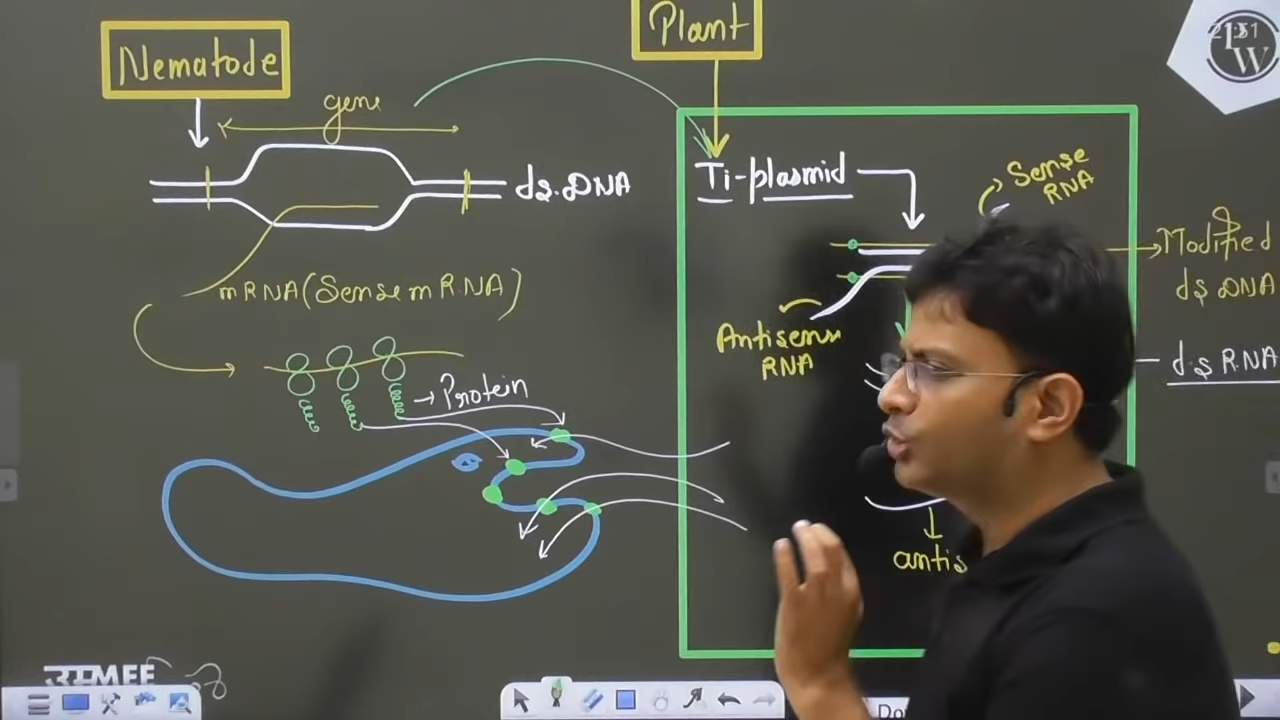 Nematode
Plant
gene
ds.DNA
Ti-plasmid
Sense
RNA
Modified
ds DNA
mRNA(Sense mRNA)
Antisense
RNA
ds RNA
Protein
antis
उम्मीद